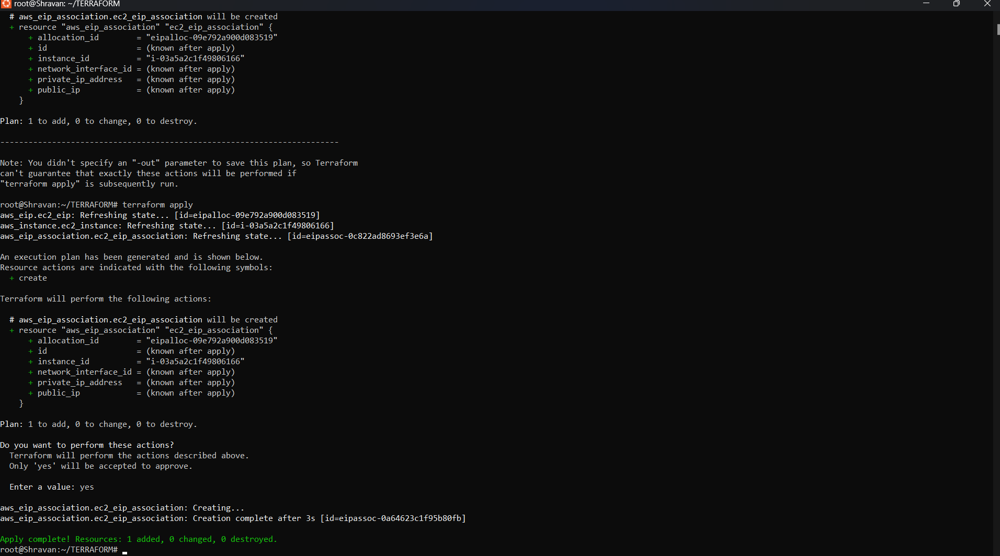 root@Shravan: ~/TERRAFORM
# aws_eip_association.ec2_eip_association will be created
+ resource "aws_eip_association" "ec2_eip_association" {
+ allocation_id = "eipalloc-09e792a900d083519"
+ id = (known after apply)
+ instance_id = "i-03a5a2c1f49806166"
+ network_interface_id = (known after apply)
+ private_ip_address = (known after apply)
+ public_ip = (known after apply)
}
Plan: 1 to add, 0 to change, 0 to destroy.
------------------------------------------------------------------------
Note: You didn't specify an "-out" parameter to save this plan, so Terraform
can't guarantee that exactly these actions will be performed if
"terraform apply" is subsequently run.
root@Shravan:~/TERRAFORM# terraform apply
aws_eip.ec2_eip: Refreshing state... [id=eipalloc-09e792a900d083519]
aws_instance.ec2_instance: Refreshing state... [id=i-03a5a2c1f49806166]
aws_eip_association.ec2_eip_association: Refreshing state... [id=eipassoc-0c822ad8693ef3e6a]
An execution plan has been generated and is shown below.
Resource actions are indicated with the following symbols:
+ create
Terraform will perform the following actions:
# aws_eip_association.ec2_eip_association will be created
+ resource "aws_eip_association" "ec2_eip_association" {
+ allocation_id = "eipalloc-09e792a900d083519"
+ id = (known after apply)
+ instance_id = "i-03a5a2c1f49806166"
+ network_interface_id = (known after apply)
+ private_ip_address = (known after apply)
+ public_ip = (known after apply)
}
Plan: 1 to add, 0 to change, 0 to destroy.
Do you want to perform these actions?
Terraform will perform the actions described above.
Only 'yes' will be accepted to approve.
Enter a value: yes
aws_eip_association.ec2_eip_association: Creating...
aws_eip_association.ec2_eip_association: Creation complete after 3s [id=eipassoc-0a64623c1f95b80fb]
Apply complete! Resources: 1 added, 0 changed, 0 destroyed.
root@Shravan:~/TERRAFORM#